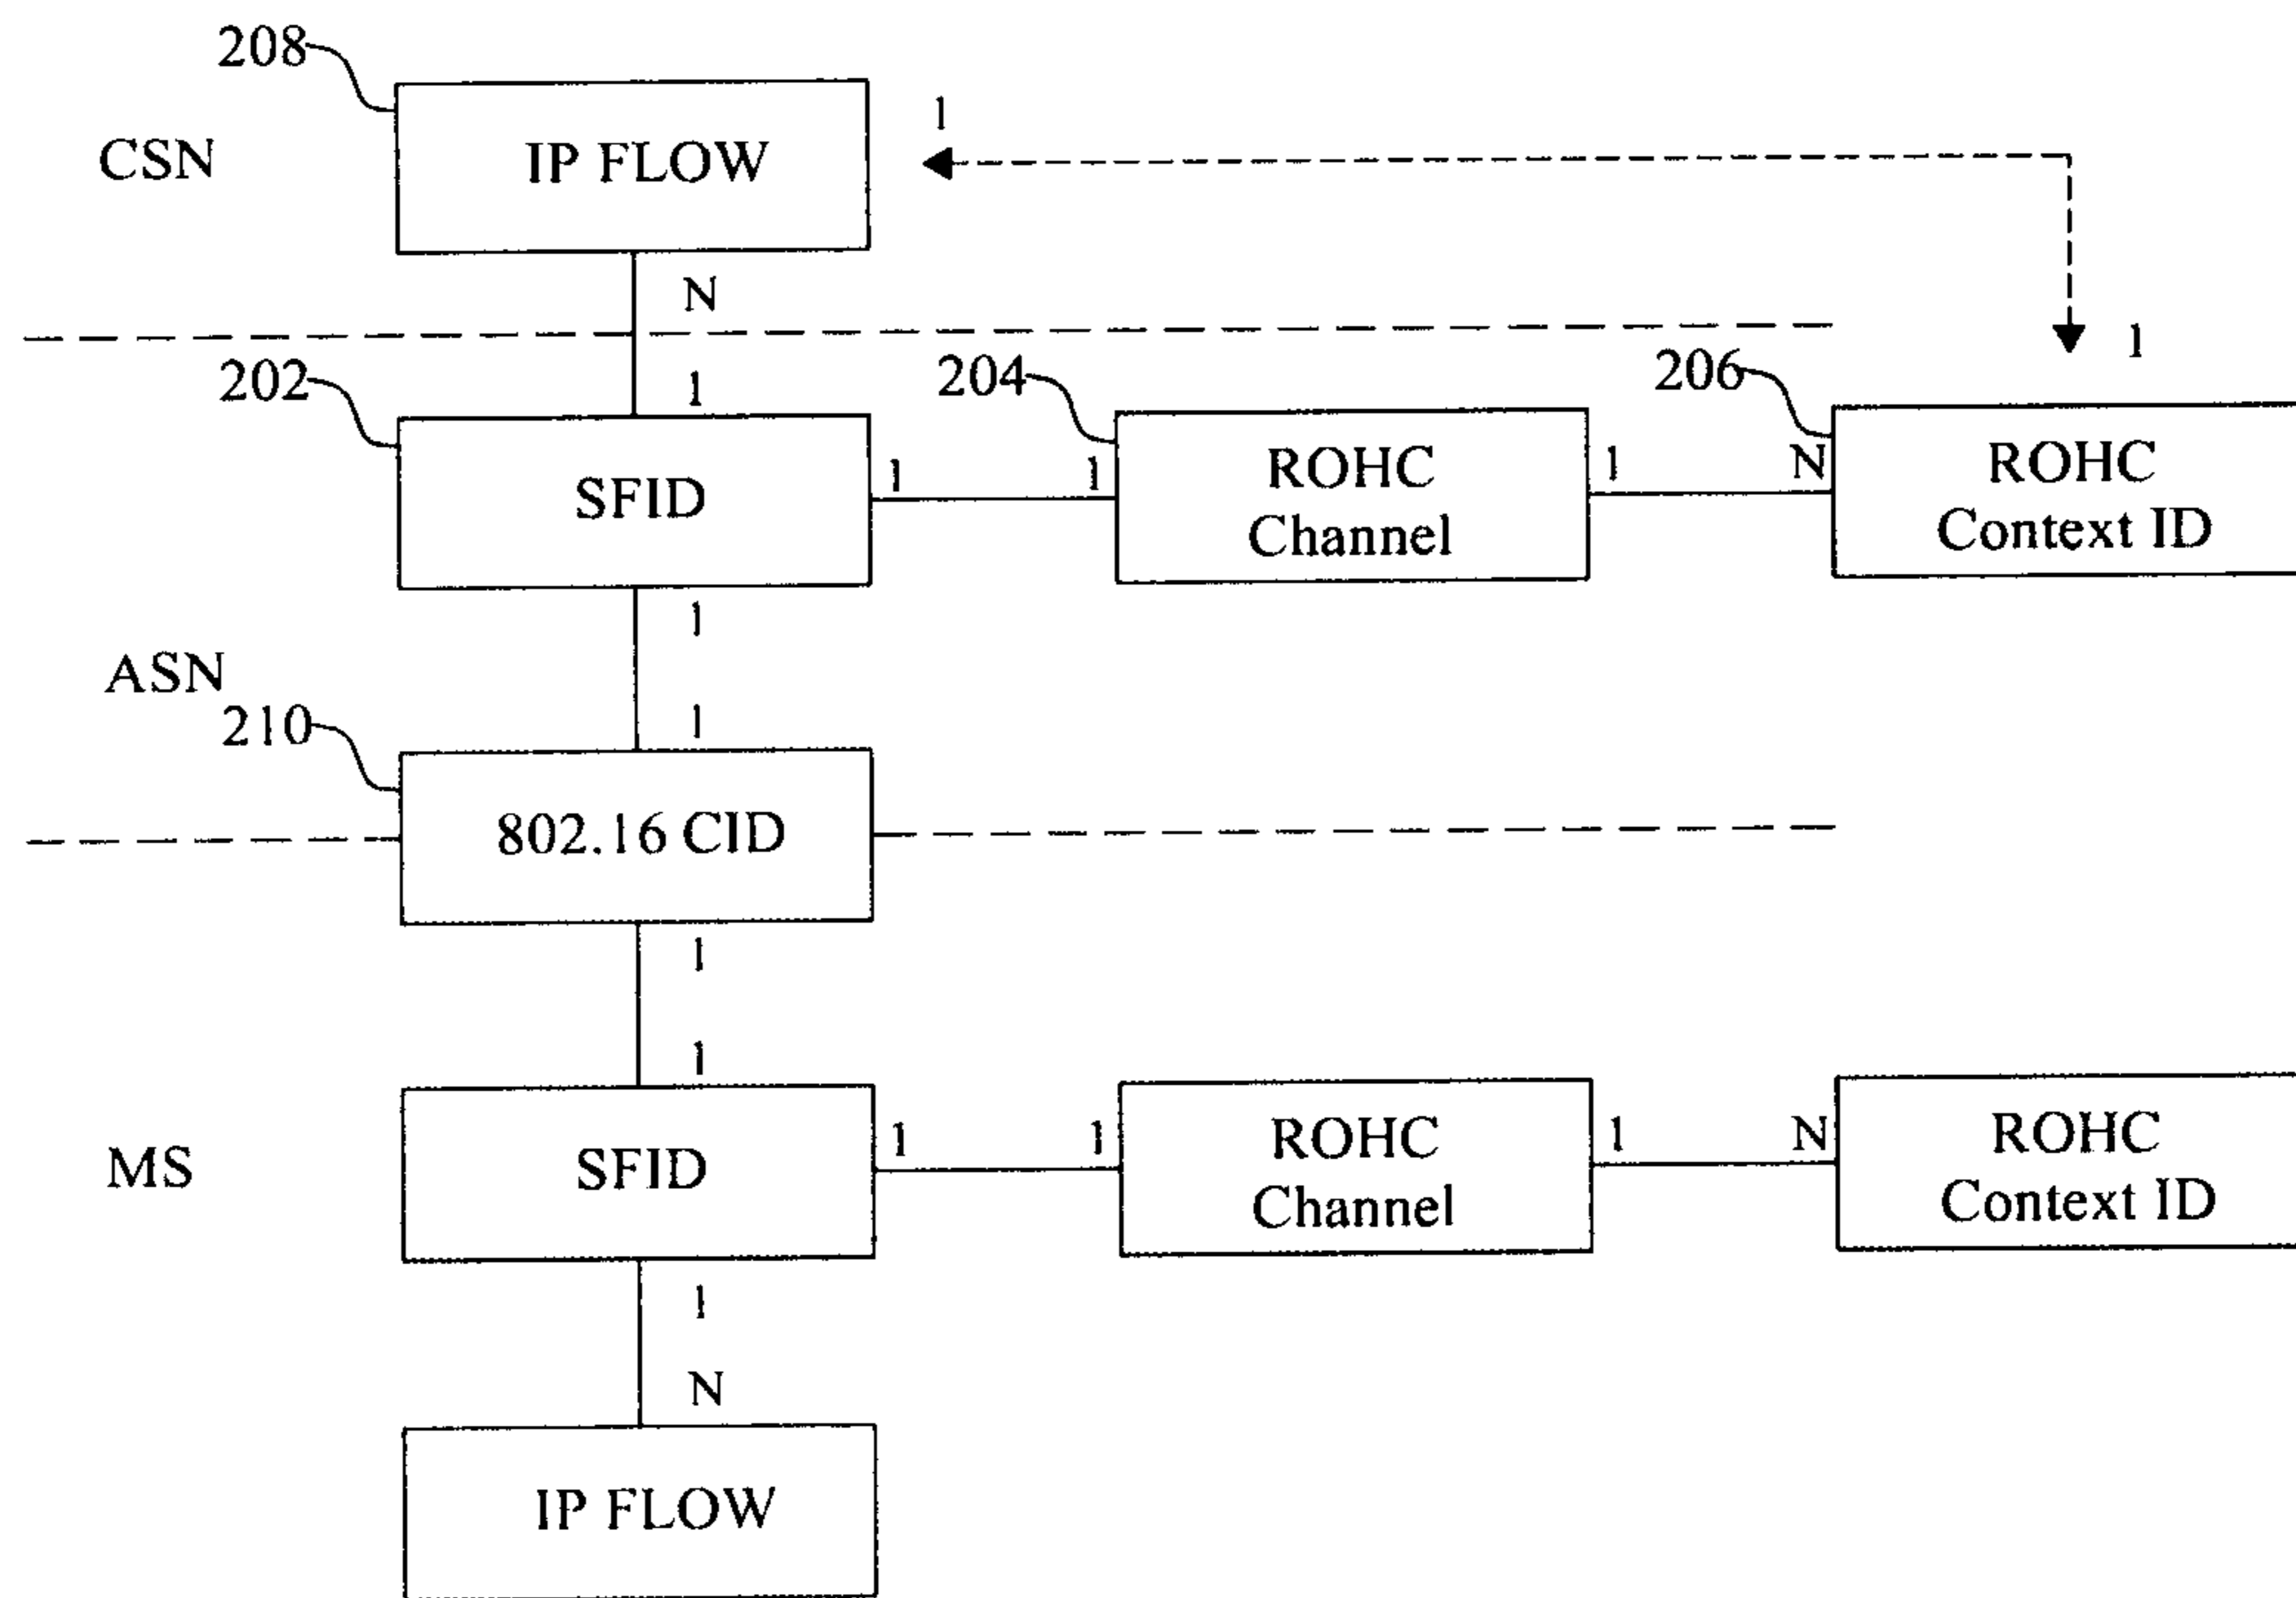 208
1
CSN
IP FLOW
N
1
202
204
206
1
SFID
1
1
ROHC
Channel
1
N
ROHC
Context ID
1
ASN
1
210
802.16 CID
1
1
MS
SFID
1
1
ROHC
Channel
1
N
ROHC
Context ID
1
N
IP FLOW